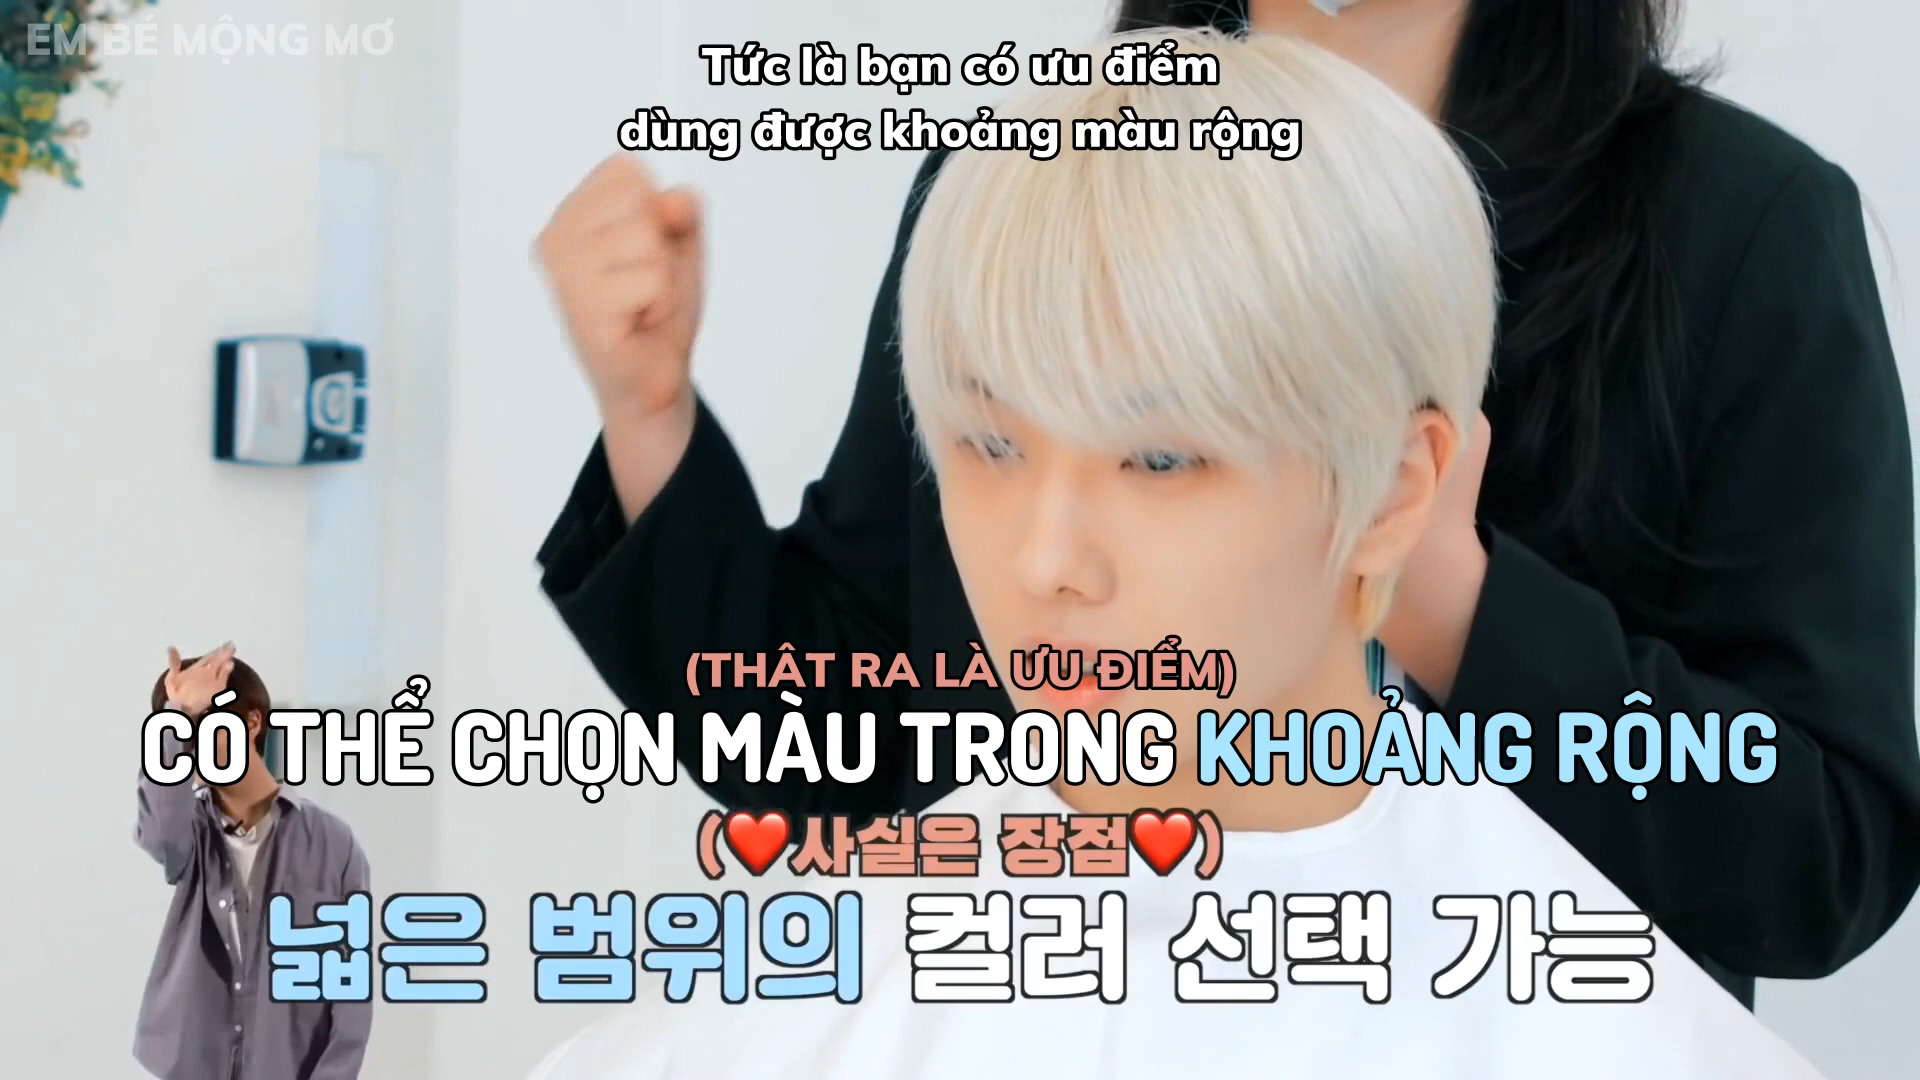 EM BÉ MỘNG MƠ
Tức là bạn có ưu điểm
dùng được khoảng màu rộng
(THẬT RA LÀ ƯU ĐIỂM)
CÓ THỂ CHỌN MÀU TRONG KHOẢNG RỘNG
(❤️사실은 장점❤️)
넓은 범위의 컬러 선택 가능